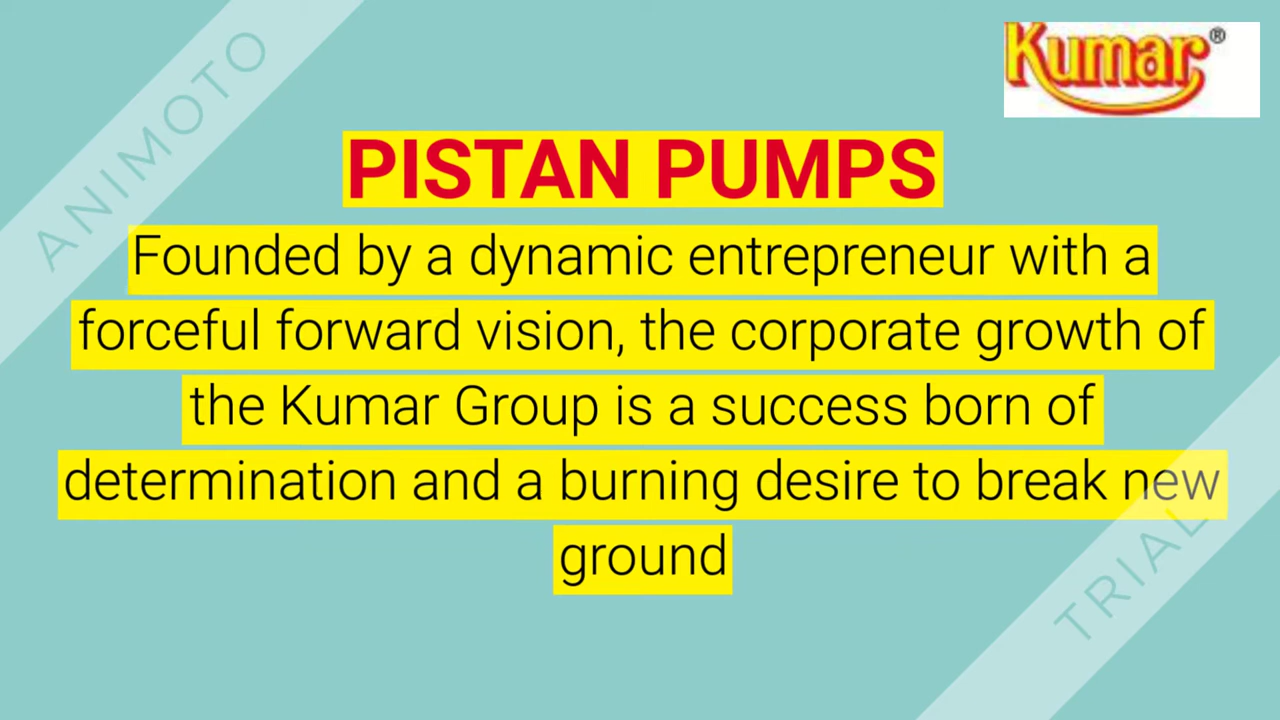 ANIMOTO
Kumar®
PISTAN PUMPS
Founded by a dynamic entrepreneur with a
forceful forward vision, the corporate growth of
the Kumar Group is a success born of
determination and a burning desire to break new
ground
TRIAL